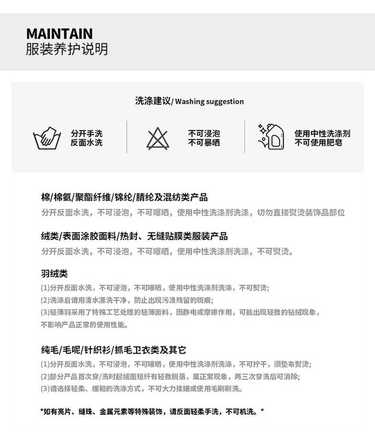 MAINTAIN
服装养护说明
洗涤建议/ Washing suggestion
分开手洗
反面水洗
不可浸泡
不可暴晒
使用中性洗涤剂
不可使用肥皂
棉/棉氨/聚酯纤维/锦纶/腈纶及混纺类产品
分开反面水洗，不可浸泡，不可曝晒，使用中性洗涤剂洗涤，切勿直接熨烫装饰品部位
绒类/表面涂胶面料/热封、无缝贴膜类服装产品
分开反面水洗，不可浸泡，不可曝晒，使用中性洗涤剂洗涤，不可熨烫。
羽绒类
(1)分开反面水洗，不可浸泡，不可曝晒，使用中性洗涤剂洗涤，不可熨烫;
(2)洗涤后请用清水漂洗干净，防止出现污渍残留的斑痕;
(3)轻薄羽采用了特殊工艺处理的轻薄面料，因静电或摩擦作用，可能出现轻微的钻绒现象，
不影响产品正常的使用性能。
纯毛/毛呢/针织衫/抓毛卫衣类及其它
(1)分开反面水洗，不可浸泡，不可曝晒，使用中性洗涤剂洗涤，不可拧干，须垫布熨烫;
(2)部分产品首次穿/洗时起绒面短纤有轻微脱落，属正常现象，两三次穿洗后可消除;
(3)请选择轻柔、缓和的洗涤方式，不可大力揉搓或使用毛刷刷洗。
*如有亮片、缝珠、金属元素等特殊装饰，请反面轻柔手洗，不可机洗。*